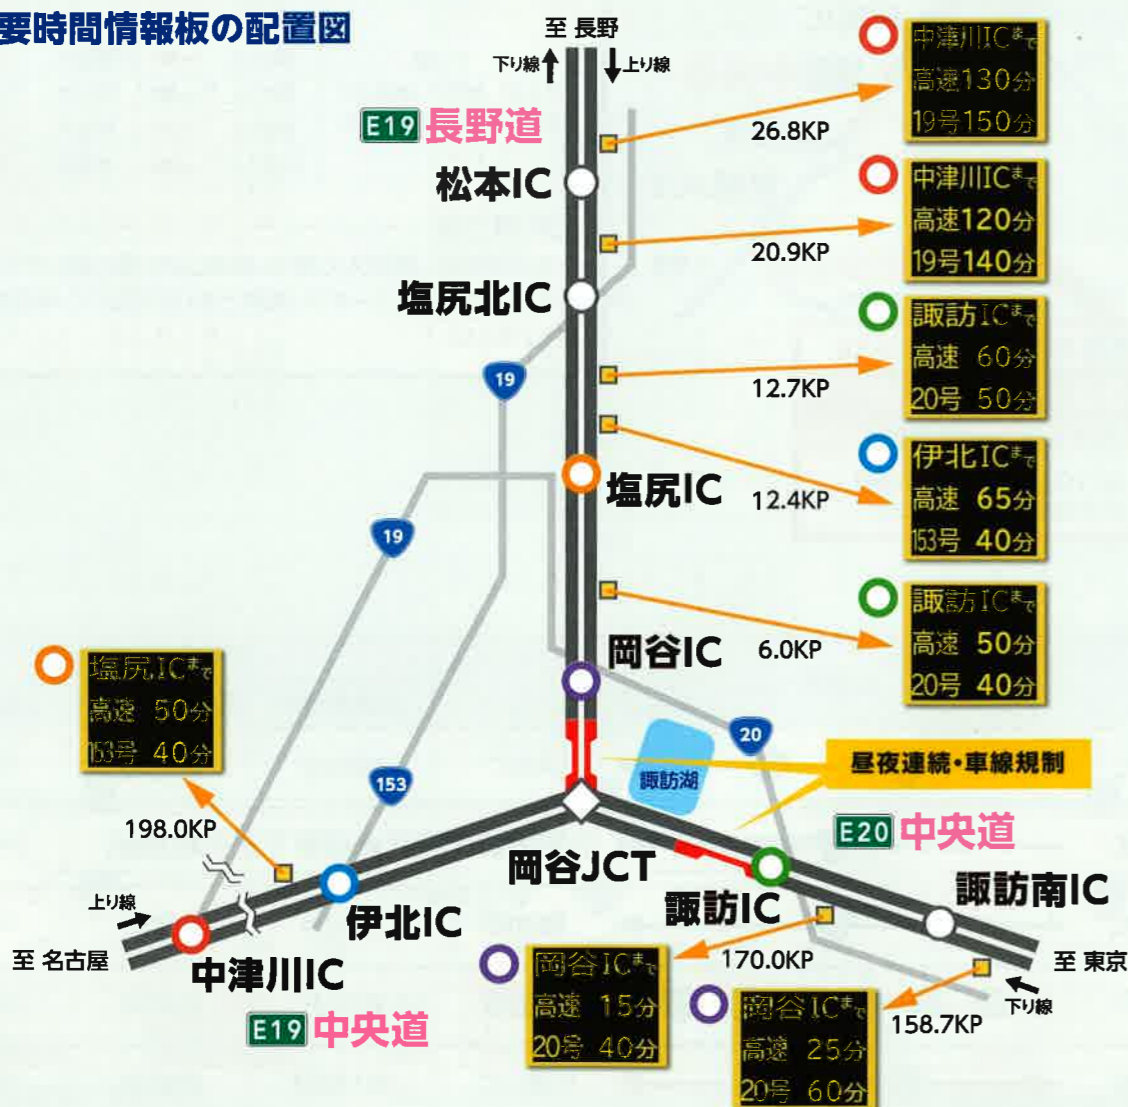 要時間情報板の配置図
至 長野
下り線
上り線
E19 長野道
松本IC
塩尻北IC
塩尻IC
岡谷IC
岡谷JCT
諏訪湖
昼夜連続・車線規制
E20 中央道
諏訪IC
諏訪南IC
伊北IC
中津川IC
E19 中央道
至 名古屋
上り線
至 東京
下り線
19
19
153
20
26.8KP
中津川ICまで
高速130分
19号150分
20.9KP
中津川ICまで
高速120分
19号140分
12.7KP
諏訪ICまで
高速 60分
20号 50分
12.4KP
伊北ICまで
高速 65分
153号 40分
6.0KP
諏訪ICまで
高速 50分
20号 40分
198.0KP
塩尻ICまで
高速 50分
153号 40分
170.0KP
岡谷ICまで
高速 15分
20号 40分
158.7KP
岡谷ICまで
高速 25分
20号 60分